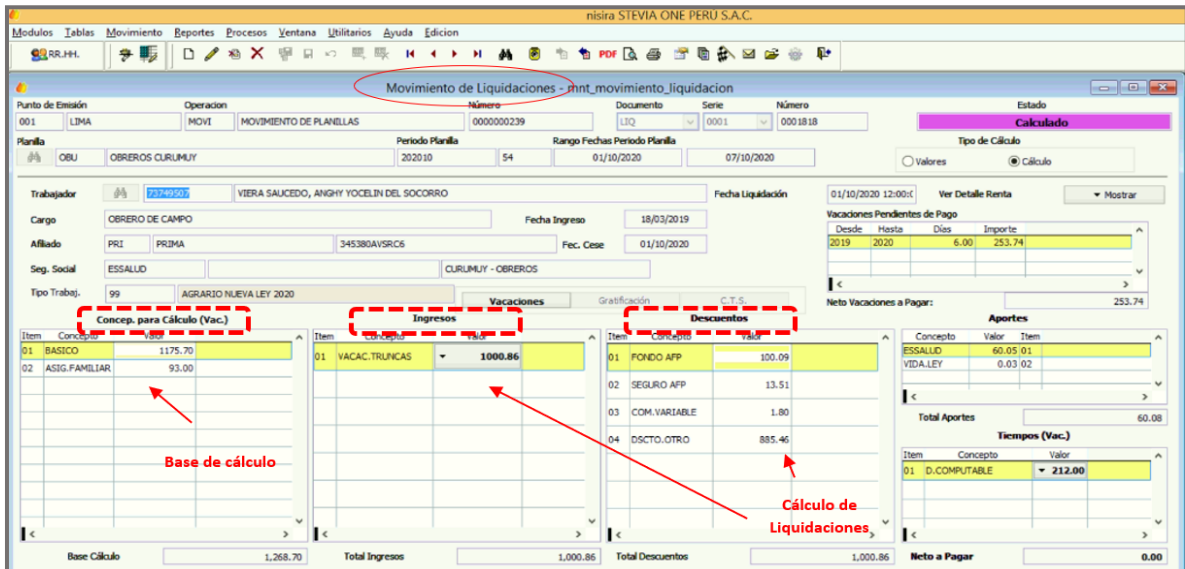 nisira STEVIA ONE PERÚ S.A.C.
Modulos Tablas Movimiento Reportes Procesos Ventana Utilitarios Ayuda Edicion
RR.HH. PDF
Movimiento de Liquidaciones - mnt_movimiento_liquidacion
Punto de Emisión Operacion Número Documento Serie Número Estado
001 LIMA MOVI MOVIMIENTO DE PLANILLAS 0000000239 LIQ 0001 0001818 Calculado
Planilla Periodo Planilla Rango Fechas Periodo Planilla Tipo de Cálculo
OBU OBREROS CURUMUY 202010 54 01/10/2020 07/10/2020 Valores Cálculo
Trabajador 73749507 VIERA SAUCEDO, ANGHY YOCELIN DEL SOCORRO Fecha Liquidación 01/10/2020 12:00:( Ver Detalle Renta Mostrar
Cargo OBRERO DE CAMPO Fecha Ingreso 18/03/2019
Vacaciones Pendientes de Pago
Desde Hasta Días Importe
2019 2020 6.00 253.74
Afiliado PRI PRIMA 345380AVSRC6 Fec. Cese 01/10/2020
Seg. Social ESSALUD CURUMUY - OBREROS
Tipo Trabaj. 99 AGRARIO NUEVA LEY 2020 Vacaciones Gratificación C.T.S.
Neto Vacaciones a Pagar: 253.74
Concep. para Cálculo (Vac.)
Item Concepto Valor
01 BASICO 1175.70
02 ASIG.FAMILIAR 93.00
Base de cálculo
Base Cálculo 1,268.70
Ingresos
Item Concepto Valor
01 VACAC.TRUNCAS 1000.86
Total Ingresos 1,000.86
Descuentos
Item Concepto Valor
01 FONDO AFP 100.09
02 SEGURO AFP 13.51
03 COM.VARIABLE 1.80
04 DSCTO.OTRO 885.46
Cálculo de
Liquidaciones
Total Descuentos 1,000.86
Aportes
Concepto Valor Item
ESSALUD 60.05 01
VIDA.LEY 0.03 02
Total Aportes 60.08
Tiempos (Vac.)
Item Concepto Valor
01 D.COMPUTABLE 212.00
Neto a Pagar 0.00